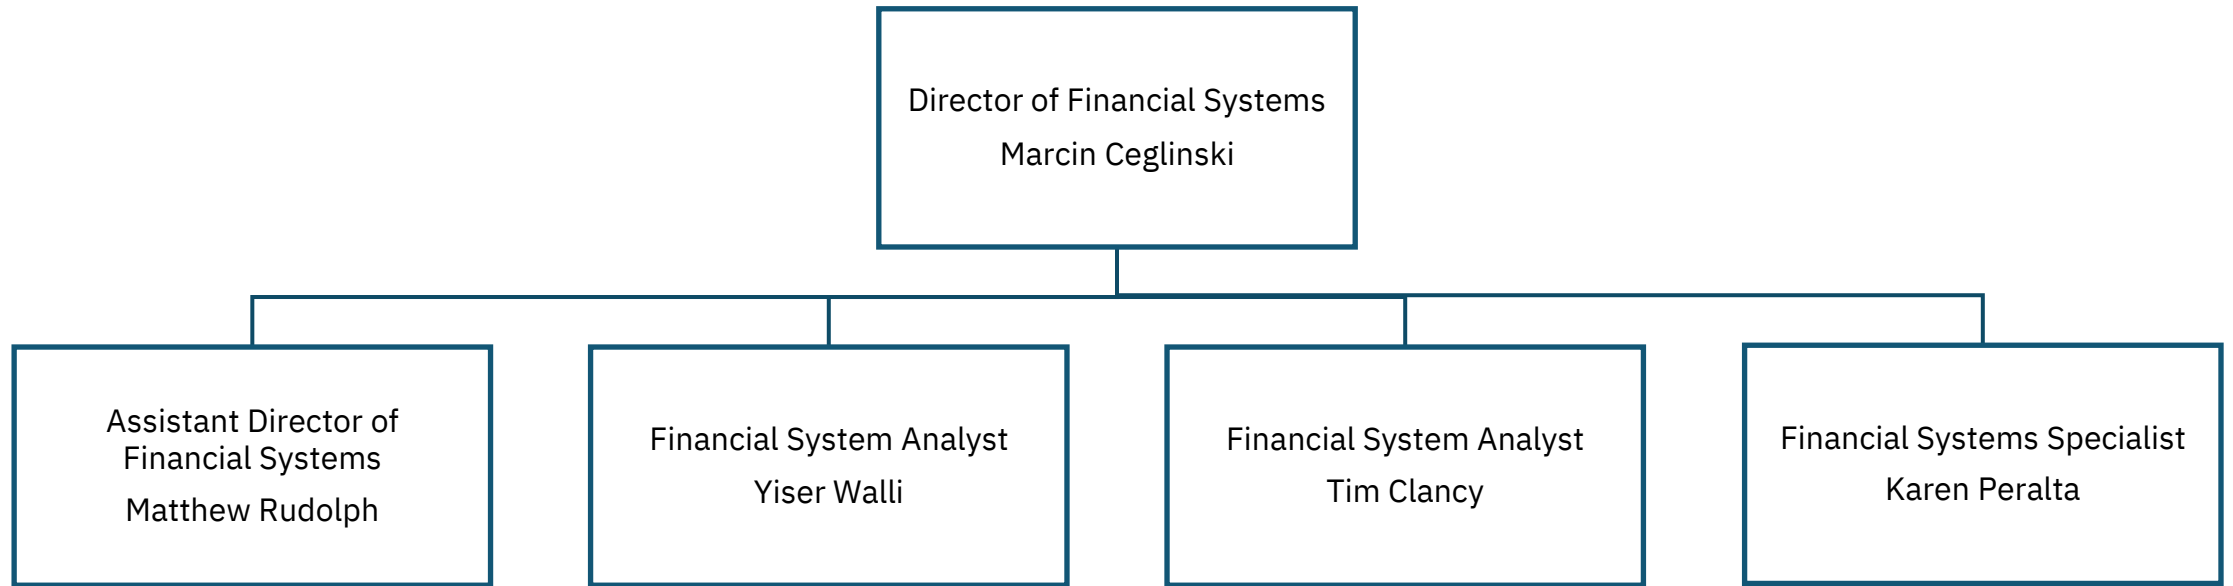 Director of Financial Systems
Marcin Ceglinski
Assistant Director of
Financial Systems
Matthew Rudolph
Financial System Analyst
Yiser Walli
Financial System Analyst
Tim Clancy
Financial Systems Specialist
Karen Peralta